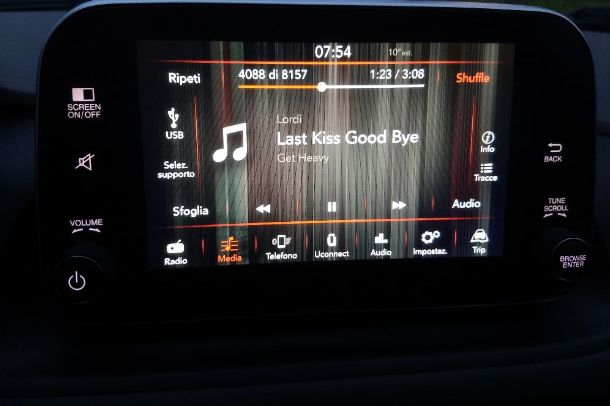 07:54
10°est.
Ripeti
4088 di 8157
1:23 / 3:08
Shuffle
SCREEN
ON/OFF
USB
Lordi
Last Kiss Good Bye
Get Heavy
Info
BACK
Selez.
supporto
Tracce
Sfoglia
Audio
TUNE
SCROLL
VOLUME
Radio
Media
Telefono
Uconnect
Audio
Impostaz.
Trip
BROWSE
ENTER